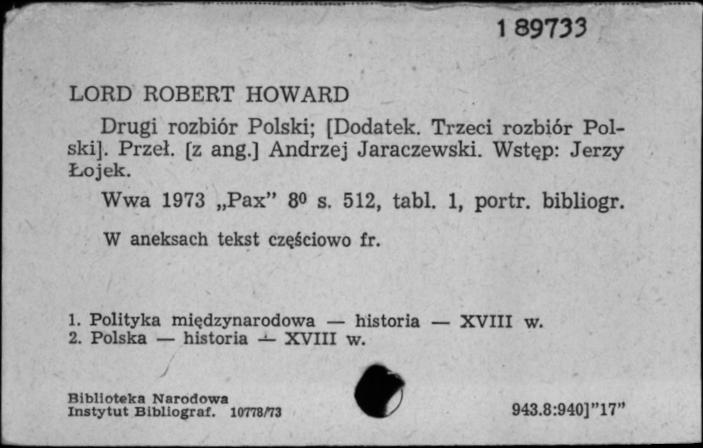 1 89733
LORD ROBERT HOWARD
Drugi rozbiór Polski; [Dodatek. Trzeci rozbiór Pol-
ski]. Przeł. [z ang.] Andrzej Jaraczewski. Wstęp: Jerzy
Łojek.
Wwa 1973 „Pax” 8⁰ s. 512, tabl. 1, portr. bibliogr.
W aneksach tekst częściowo fr.
1. Polityka międzynarodowa — historia — XVIII w.
2. Polska — historia — XVIII w.
Biblioteka Narodowa
Instytut Bibliograf. 10778/73
943.8:940]”17”